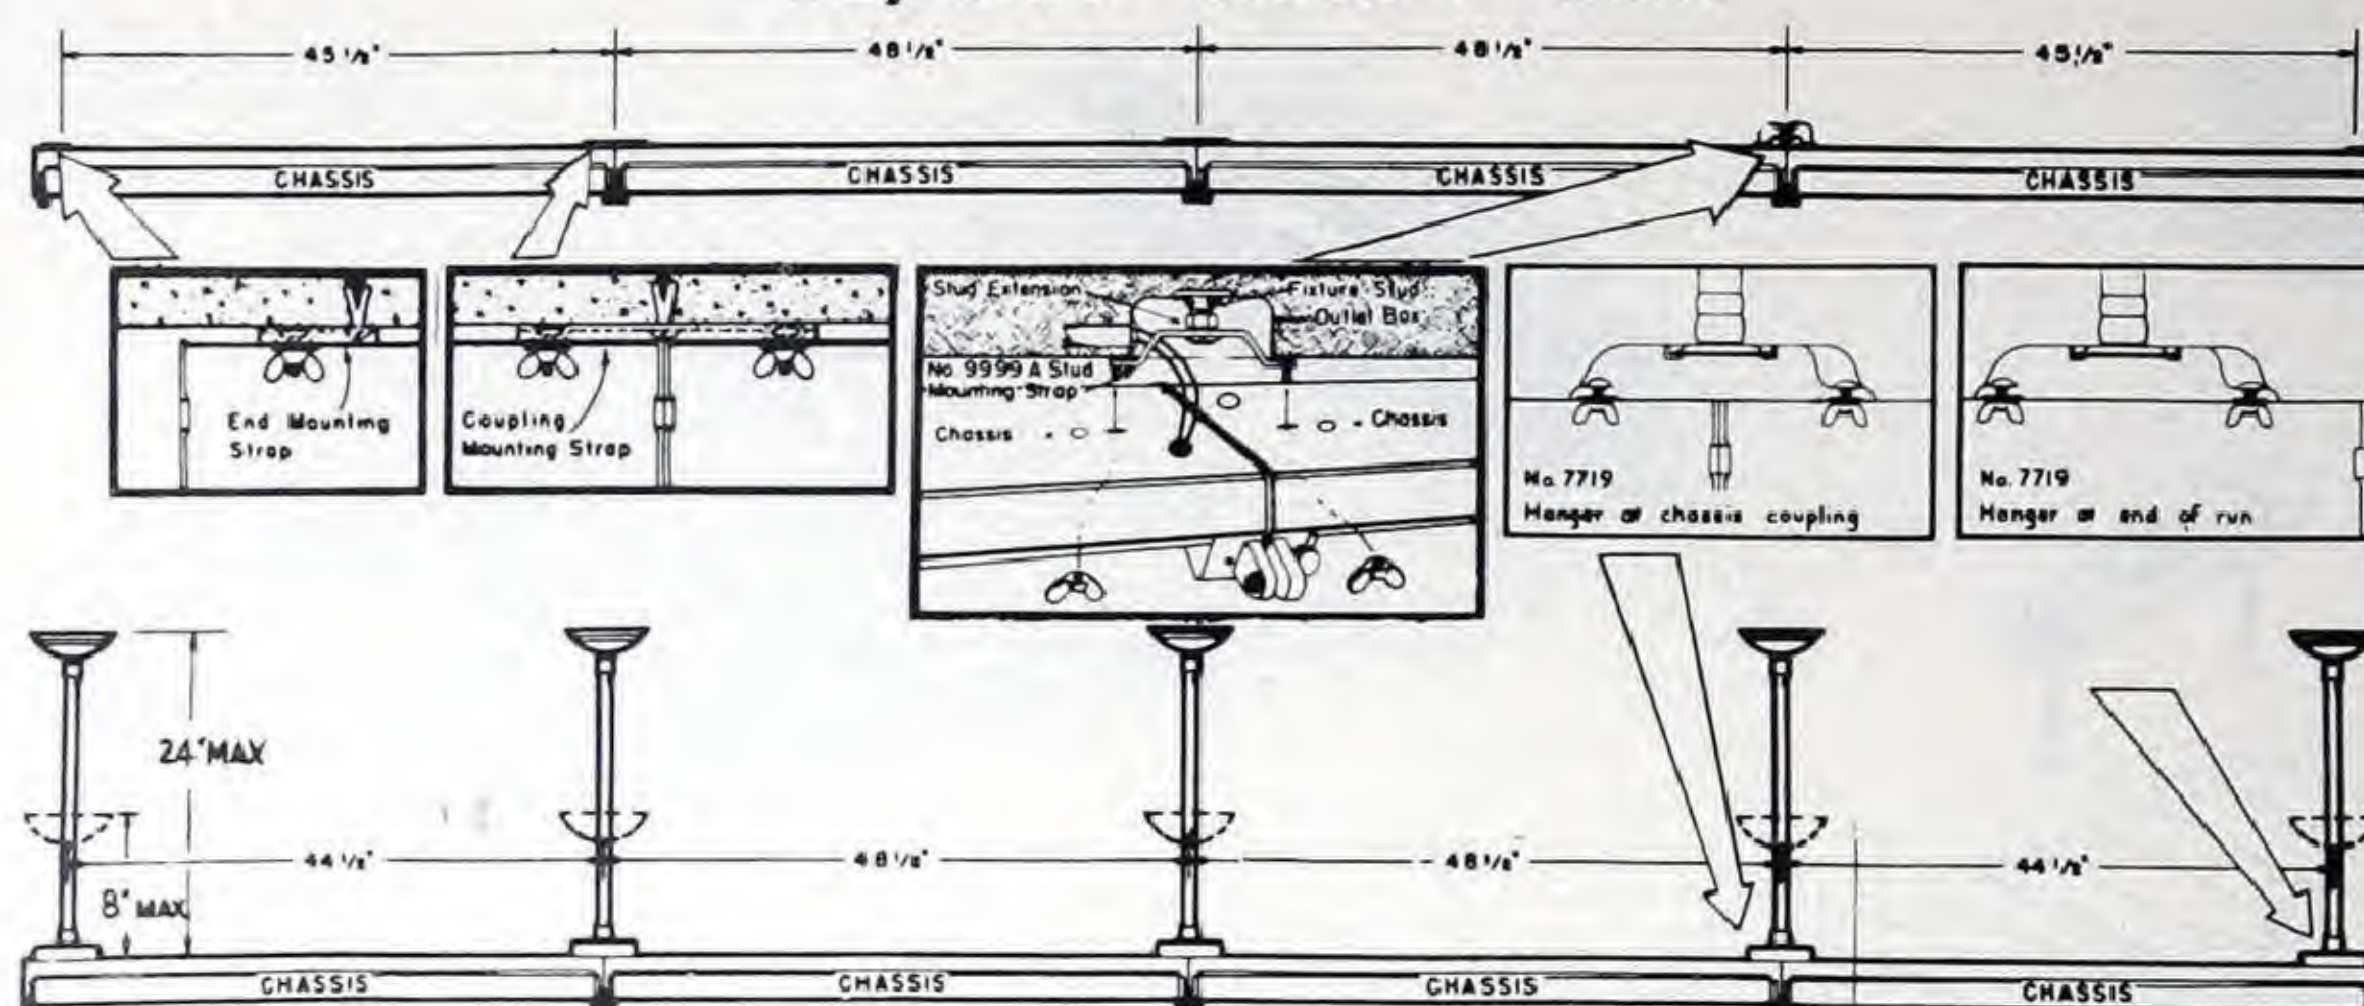 45 1/2"
48 1/2"
48 1/2"
45 1/2"
CHASSIS
CHASSIS
CHASSIS
CHASSIS
End Mounting
Strap
Coupling
Mounting Strap
Stud Extension
Fixture Stud
Outlet Box
No. 9999 A Stud
Mounting Strap
Chassis
Chassis
No. 7719
Hanger at chassis coupling
No. 7719
Hanger at end of run
24" MAX
8" MAX
44 1/2"
48 1/2"
48 1/2"
44 1/2"
CHASSIS
CHASSIS
CHASSIS
CHASSIS